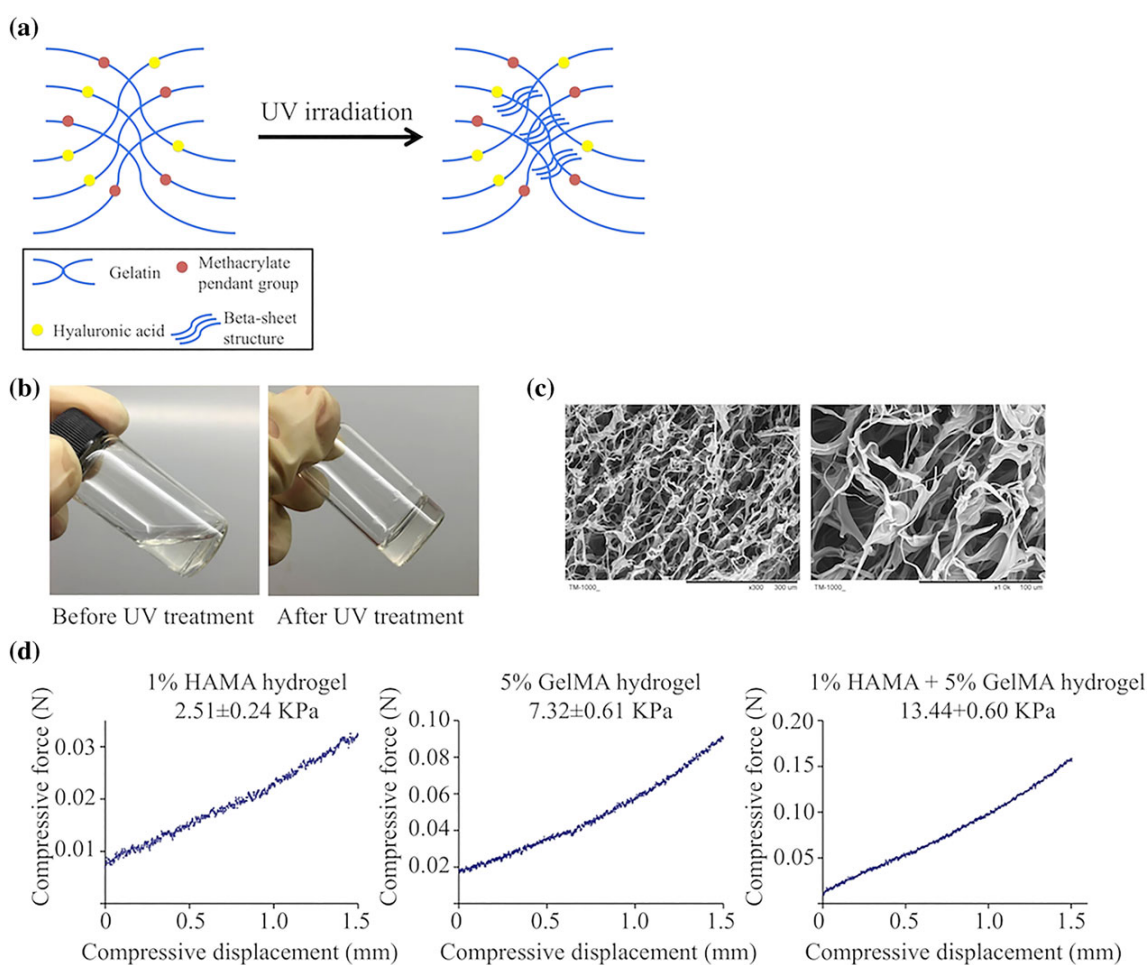 (a)
UV irradiation
Gelatin
Methacrylate
pendant group
Hyaluronic acid
Beta-sheet
structure
(b)
Before UV treatment
After UV treatment
(c)
TM-1000_
x300
300 um
TM-1000_
x1.0k
100 um
(d)
1% HAMA hydrogel
2.51±0.24 KPa
Compressive force (N)
0.03
0.02
0.01
0
0.5
1.0
1.5
Compressive displacement (mm)
5% GelMA hydrogel
7.32±0.61 KPa
Compressive force (N)
0.10
0.08
0.06
0.04
0.02
0
0.5
1.0
1.5
Compressive displacement (mm)
1% HAMA + 5% GelMA hydrogel
13.44+0.60 KPa
Compressive force (N)
0.20
0.15
0.10
0.05
0
0.5
1.0
1.5
Compressive displacement (mm)